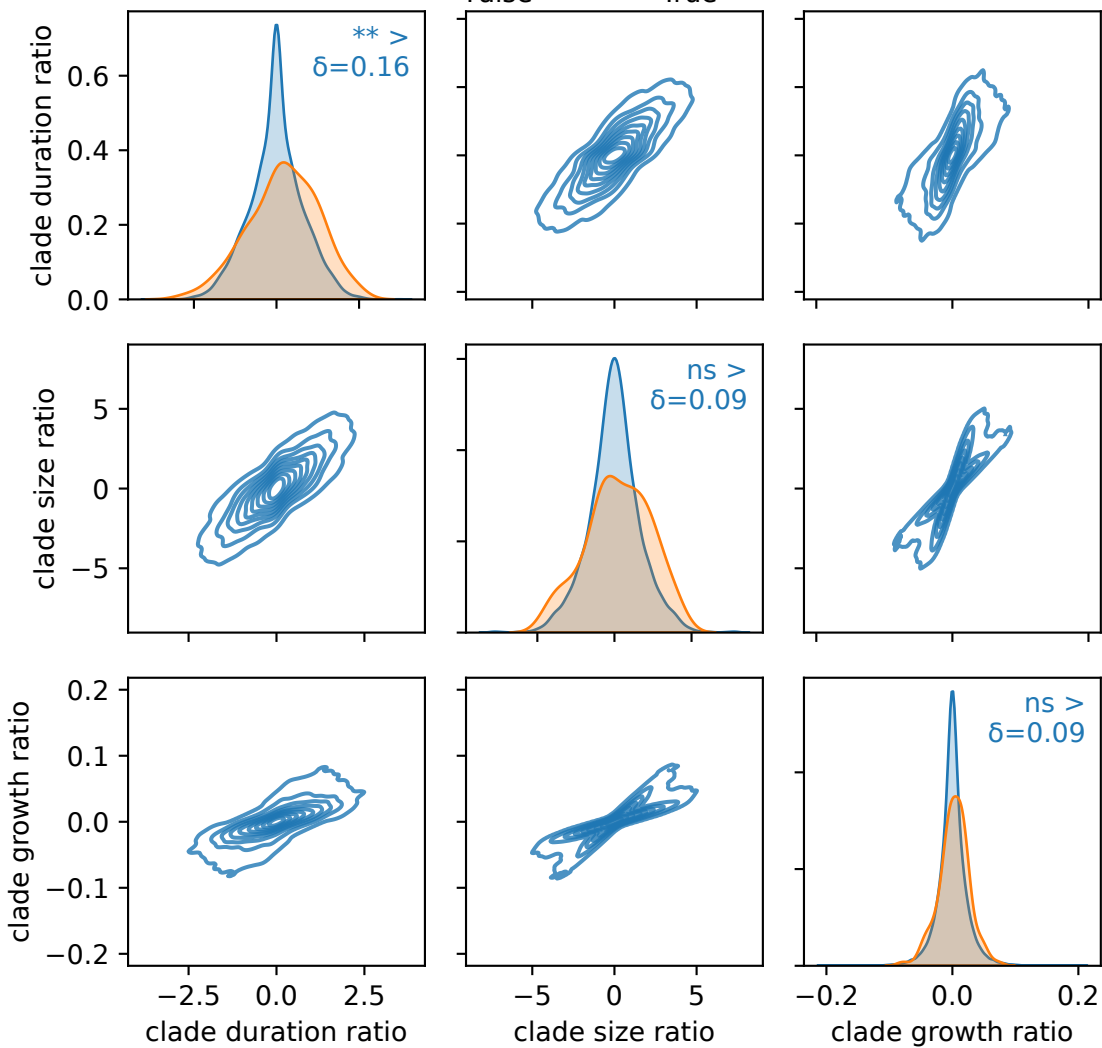 clade duration ratio
0.6
0.4
0.2
0.0
** >
δ=0.16
clade size ratio
5
0
−5
ns >
δ=0.09
clade growth ratio
0.2
0.1
0.0
−0.1
−0.2
ns >
δ=0.09
−2.5 0.0 2.5
clade duration ratio
−5 0 5
clade size ratio
−0.2 0.0 0.2
clade growth ratio